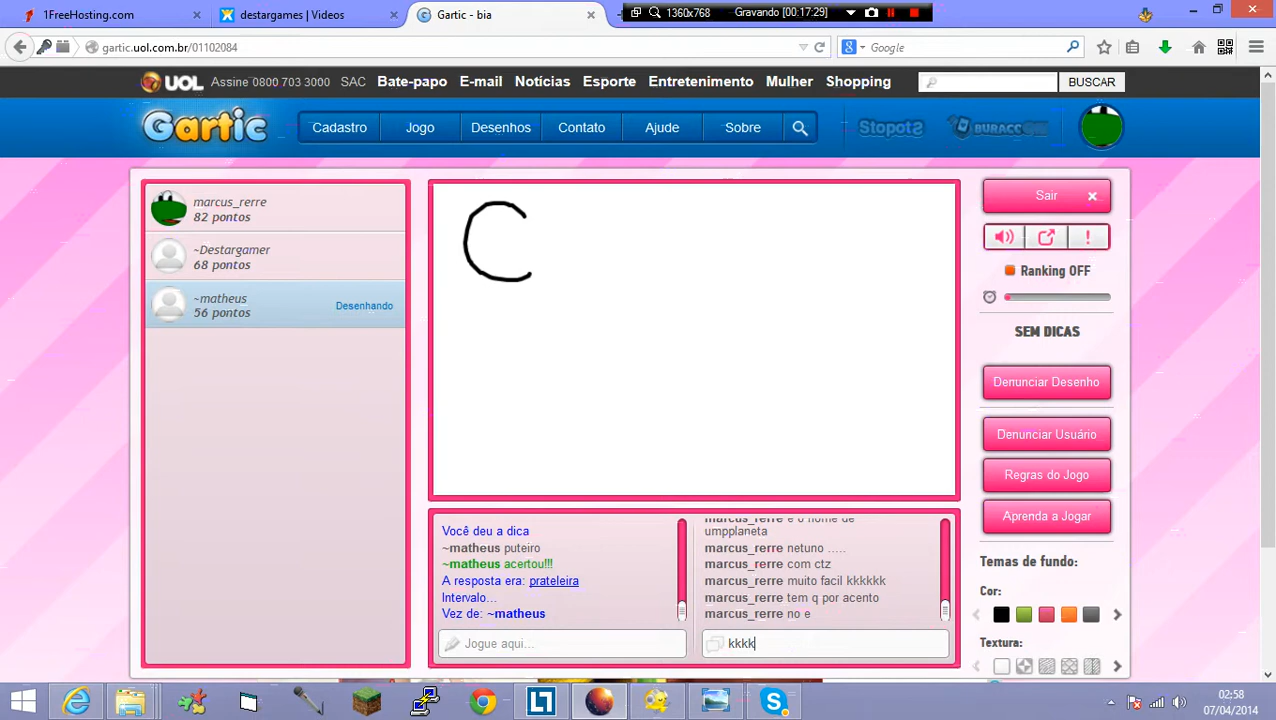 1FreeHosting.com
destargames | Videos
Gartic - bia
1360x768
Gravando [00:17:29]
gartic.uol.com.br/01102084
Google
UOL Assine 0800 703 3000 SAC Bate-papo E-mail Notícias Esporte Entretenimento Mulher Shopping BUSCAR
Gartic Cadastro Jogo Desenhos Contato Ajude Sobre StopotS
marcus_rerre
82 pontos
~Destargamer
68 pontos
~matheus
56 pontos
Desenhando
C
Sair
Ranking OFF
SEM DICAS
Denunciar Desenho
Denunciar Usuário
Regras do Jogo
Aprenda a Jogar
Temas de fundo:
Cor:
Textura:
Você deu a dica
~matheus puteiro
~matheus acertou!!!
A resposta era: prateleira
Intervalo...
Vez de: ~matheus
Jogue aqui...
marcus_rerre e o nome de
umpplaneta
marcus_rerre netuno .....
marcus_rerre com ctz
marcus_rerre muito facil kkkkkk
marcus_rerre tem q por acento
marcus_rerre no e
kkkk
02:58
07/04/2014